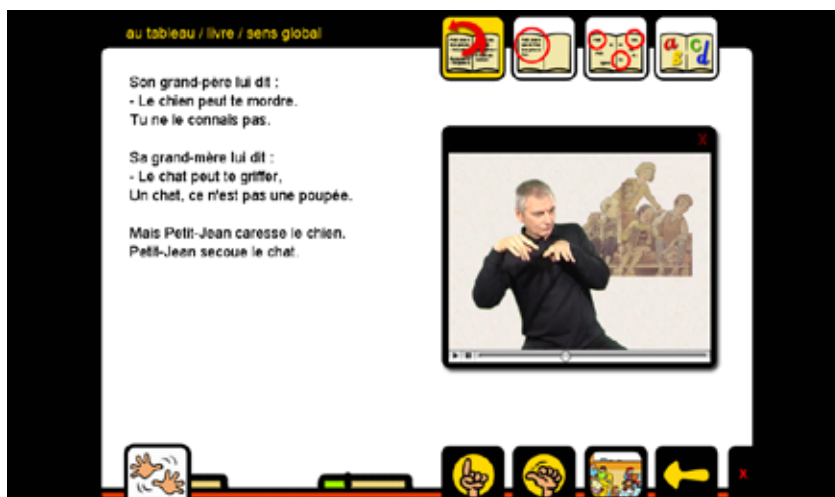 au tableau / livre / sens global
Son grand-père lui dit :
- Le chien peut te mordre.
Tu ne le connais pas.
Sa grand-mère lui dit :
- Le chat peut te griffer,
Un chat, ce n'est pas une poupée.
Mais Petit-Jean caresse le chien.
Petit-Jean secoue le chat.
a c
s d
X
x